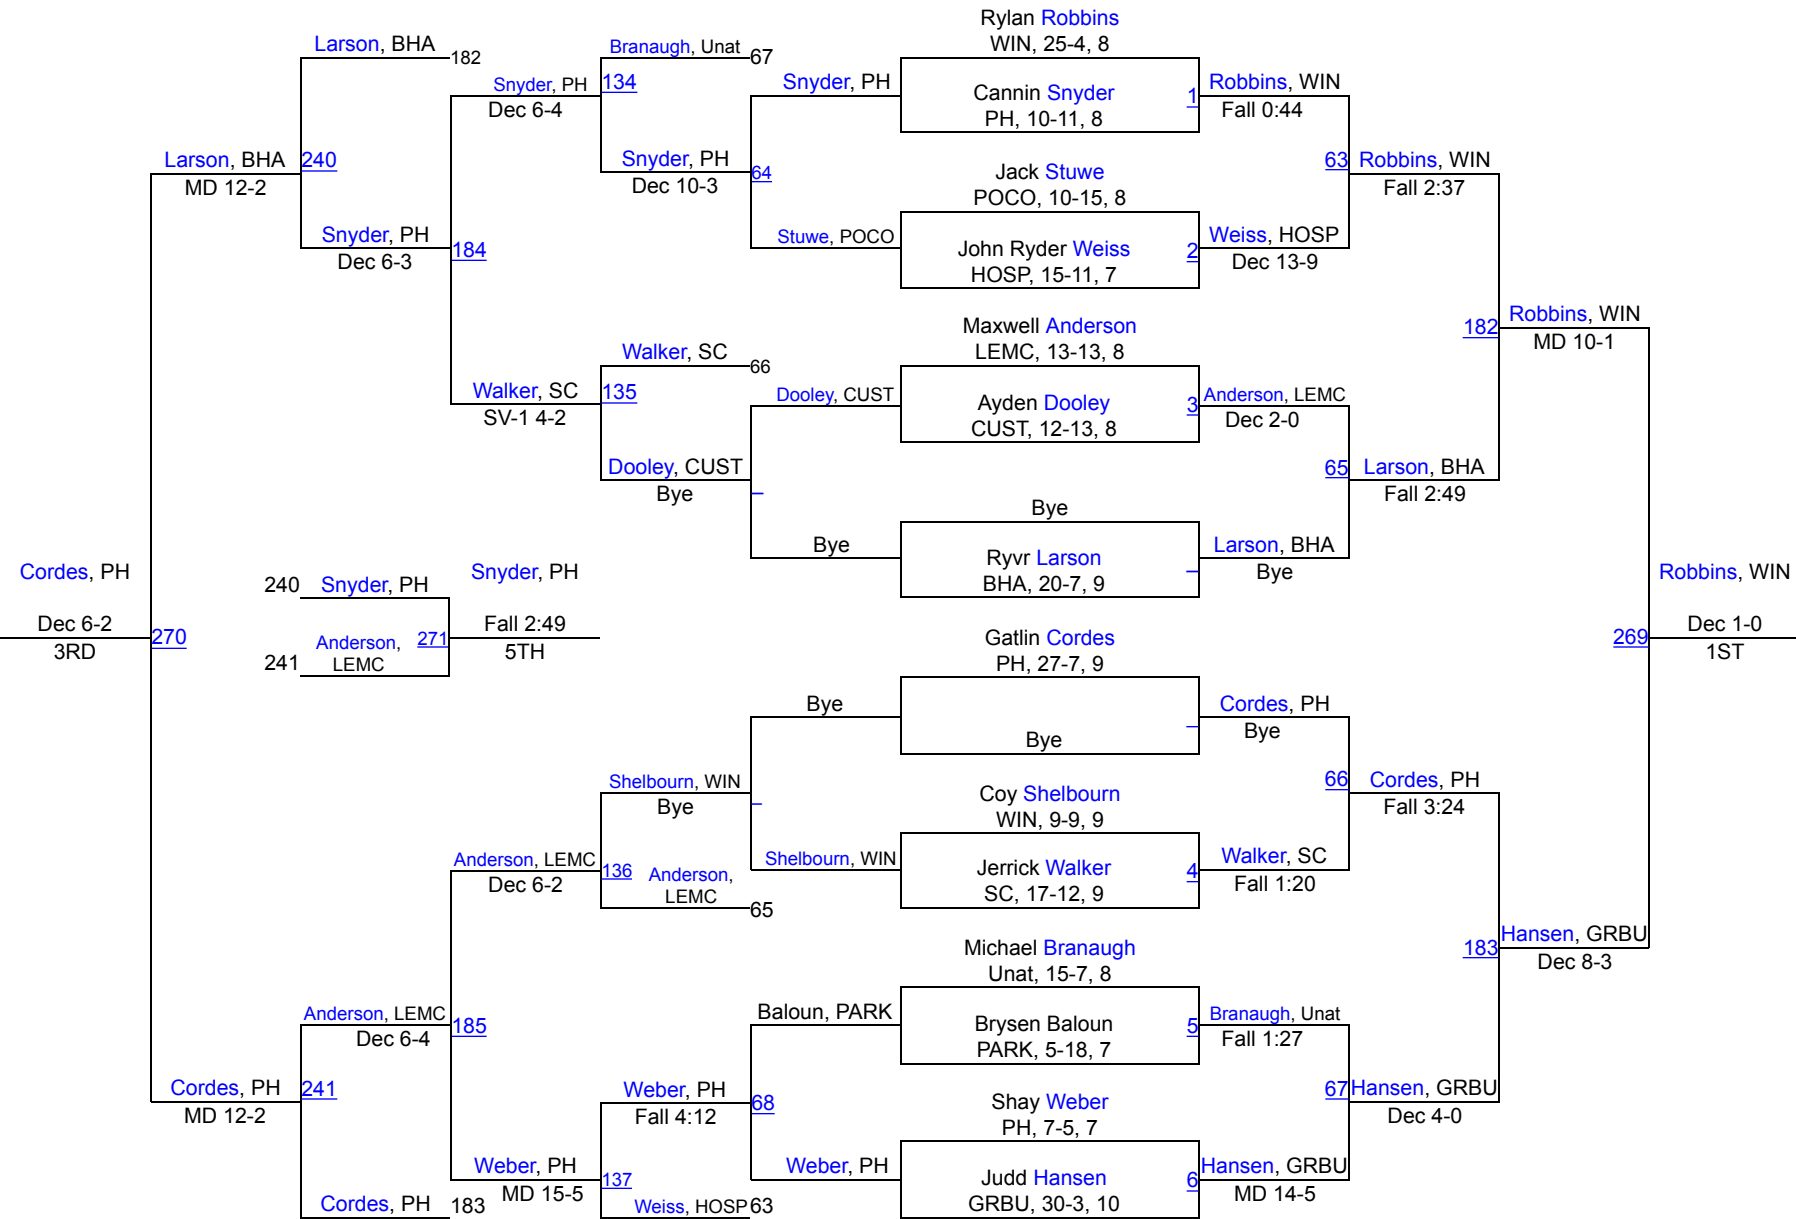 Rylan Robbins
WIN, 25-4, 8
Larson, BHA
182
Branaugh, Unat
67
Snyder, PH
134
Dec 6-4
Snyder, PH
Cannin Snyder
PH, 10-11, 8
1
Robbins, WIN
Fall 0:44
Larson, BHA
240
MD 12-2
Snyder, PH
64
Dec 10-3
Jack Stuwe
POCO, 10-15, 8
63
Robbins, WIN
Fall 2:37
Snyder, PH
184
Dec 6-3
Stuwe, POCO
John Ryder Weiss
HOSP, 15-11, 7
2
Weiss, HOSP
Dec 13-9
182
Robbins, WIN
MD 10-1
Maxwell Anderson
LEMC, 13-13, 8
Walker, SC
66
Walker, SC
135
SV-1 4-2
Dooley, CUST
Ayden Dooley
CUST, 12-13, 8
3
Anderson, LEMC
Dec 2-0
Dooley, CUST
Bye
65
Larson, BHA
Fall 2:49
Bye
Bye
Ryvr Larson
BHA, 20-7, 9
Larson, BHA
Bye
Cordes, PH
Dec 6-2
3RD
270
240
Snyder, PH
Snyder, PH
241
Anderson,
LEMC
271
Fall 2:49
5TH
Robbins, WIN
269
Dec 1-0
1ST
Gatlin Cordes
PH, 27-7, 9
Bye
Bye
Cordes, PH
Bye
Shelbourn, WIN
Bye
66
Cordes, PH
Fall 3:24
Coy Shelbourn
WIN, 9-9, 9
Anderson, LEMC
Dec 6-2
136
Anderson,
LEMC
65
Shelbourn, WIN
Jerrick Walker
SC, 17-12, 9
4
Walker, SC
Fall 1:20
183
Hansen, GRBU
Dec 8-3
Michael Branaugh
Unat, 15-7, 8
Anderson, LEMC
185
Dec 6-4
Baloun, PARK
Brysen Baloun
PARK, 5-18, 7
5
Branaugh, Unat
Fall 1:27
Cordes, PH
241
MD 12-2
Weber, PH
68
Fall 4:12
Shay Weber
PH, 7-5, 7
67
Hansen, GRBU
Dec 4-0
Weber, PH
MD 15-5
137
Weber, PH
Judd Hansen
GRBU, 30-3, 10
6
Hansen, GRBU
MD 14-5
Cordes, PH
183
Weiss, HOSP
63